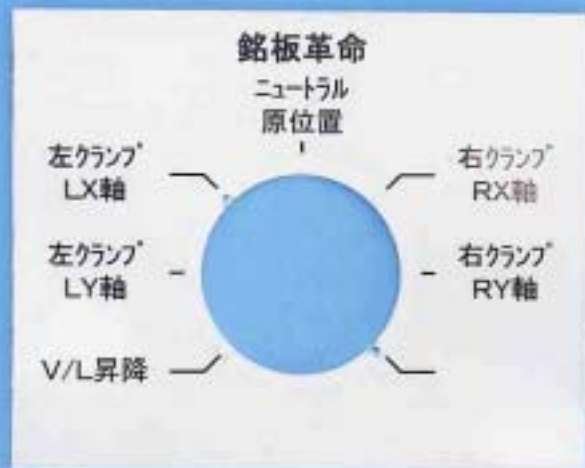 銘板革命
ニュートラル
原位置
左クランプ
LX軸
右クランプ
RX軸
左クランプ
LY軸
右クランプ
RY軸
V/L昇降